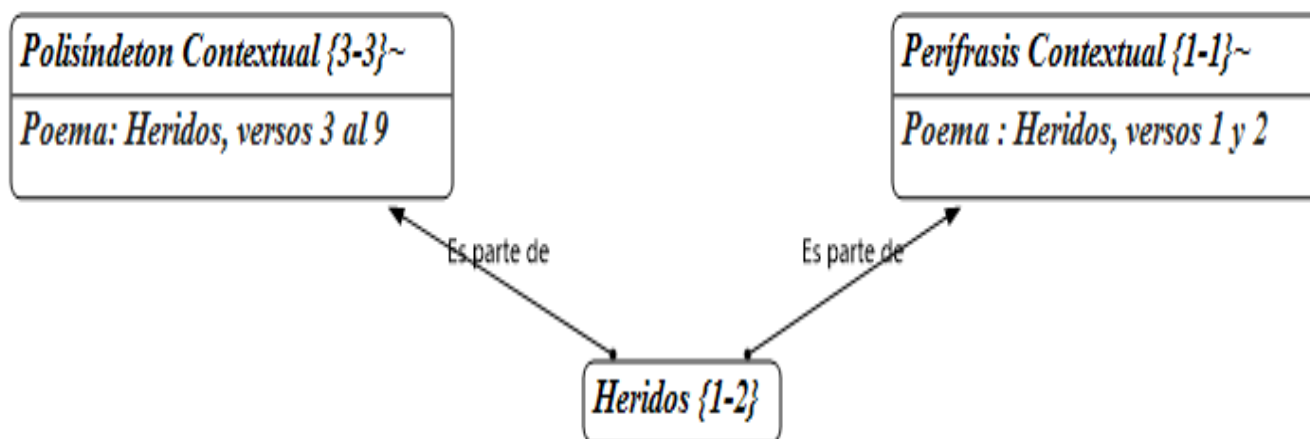 Polisíndeton Contextual {3-3}~
Poema: Heridos, versos 3 al 9
Perífrasis Contextual {1-1}~
Poema : Heridos, versos 1 y 2
Es parte de
Es parte de
Heridos {1-2}